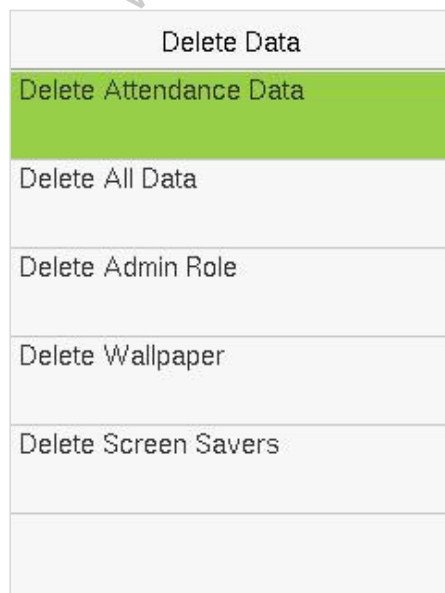 Delete Data
Delete Attendance Data
Delete All Data
Delete Admin Role
Delete Wallpaper
Delete Screen Savers